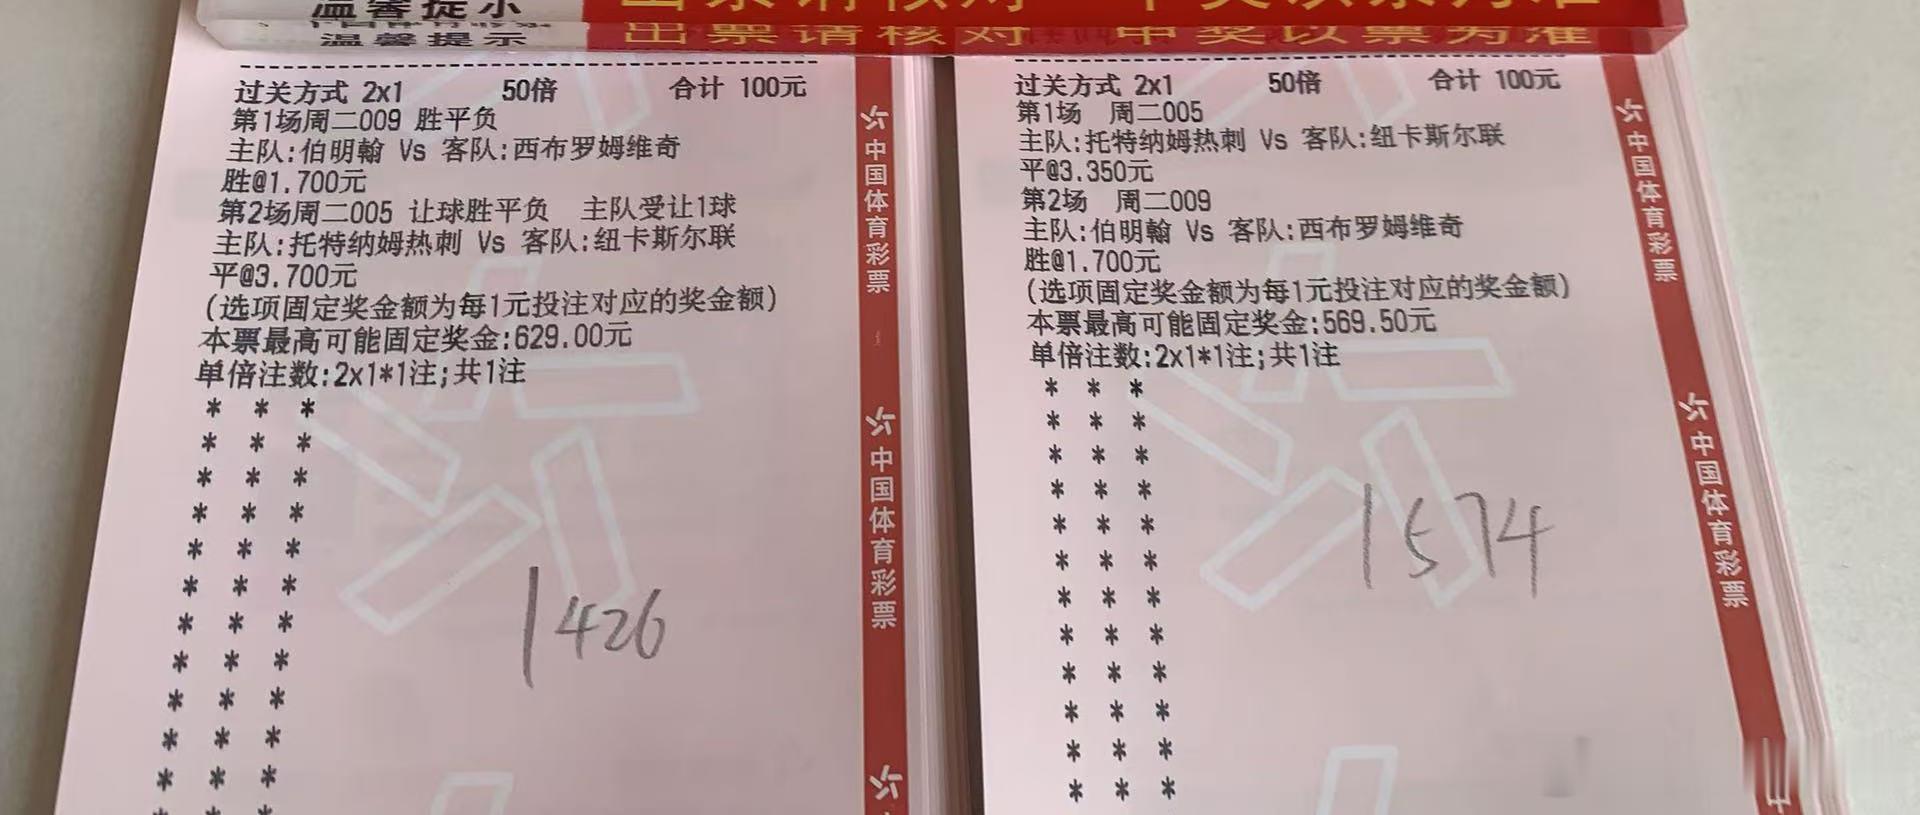 温馨提示
温馨提示 出票请核对 中奖以票为准
过关方式 2x1 50倍 合计 100元
第1场周二009 胜平负
主队:伯明翰 Vs 客队:西布罗姆维奇
胜@1.700元
第2场周二005 让球胜平负 主队受让1球
主队:托特纳姆热刺 Vs 客队:纽卡斯尔联
平@3.700元
(选项固定奖金额为每1元投注对应的奖金额)
本票最高可能固定奖金:629.00元
单倍注数:2x1*1注;共1注
* * *
* * *
* * *
* * *
* * *
* * *
* * *
* * *
* * *
* * *
* * *
1426
中国体育彩票
中国体育彩票
过关方式 2x1 50倍 合计 100元
第1场 周二005
主队:托特纳姆热刺 Vs 客队:纽卡斯尔联
平@3.350元
第2场 周二009
主队:伯明翰 Vs 客队:西布罗姆维奇
胜@1.700元
(选项固定奖金额为每1元投注对应的奖金额)
本票最高可能固定奖金:569.50元
单倍注数:2x1*1注;共1注
* * *
* * *
* * *
* * *
* * *
* * *
* * *
* * *
* * *
* * *
* * *
* * *
1574
中国体育彩票
中国体育彩票